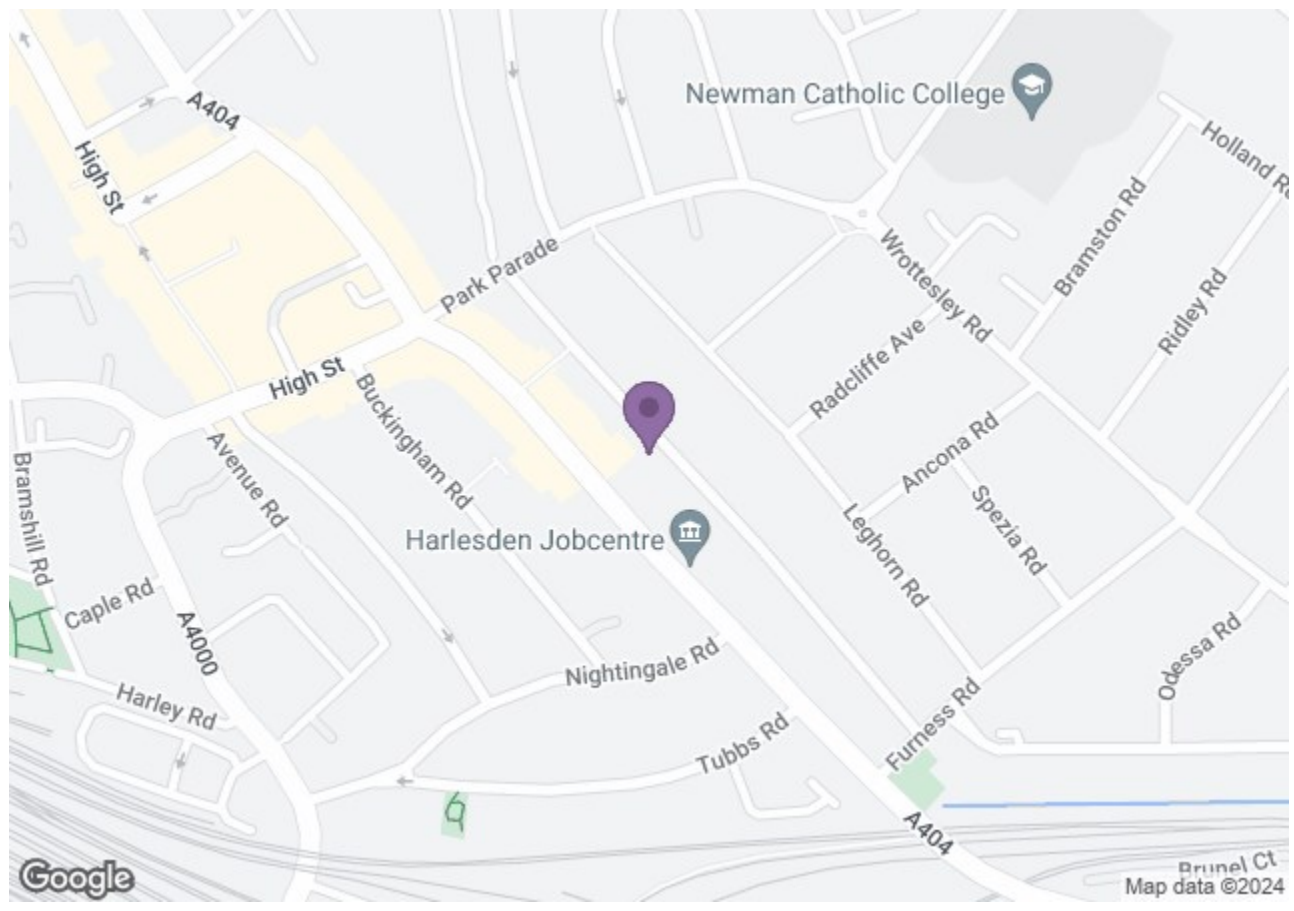 A404
Newman Catholic College
High St
Holland Rd
Bramston Rd
Park Parade
Wrottesley Rd
Ridley Rd
Radcliffe Ave
High St
Buckingham Rd
Avenue Rd
Ancona Rd
Bramshill Rd
Spezia Rd
Leghorn Rd
Harlesden Jobcentre
Caple Rd
A4000
Odessa Rd
Nightingale Rd
Harley Rd
Furness Rd
Tubbs Rd
A404
Brunel Ct
Google
Map data ©2024